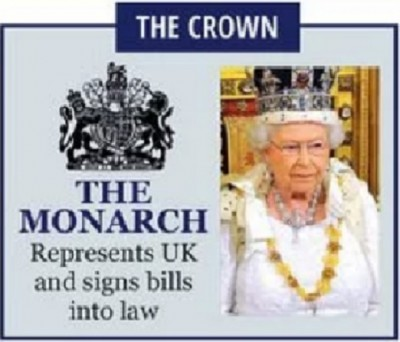 THE CROWN
THE
MONARCH
Represents UK
and signs bills
into law